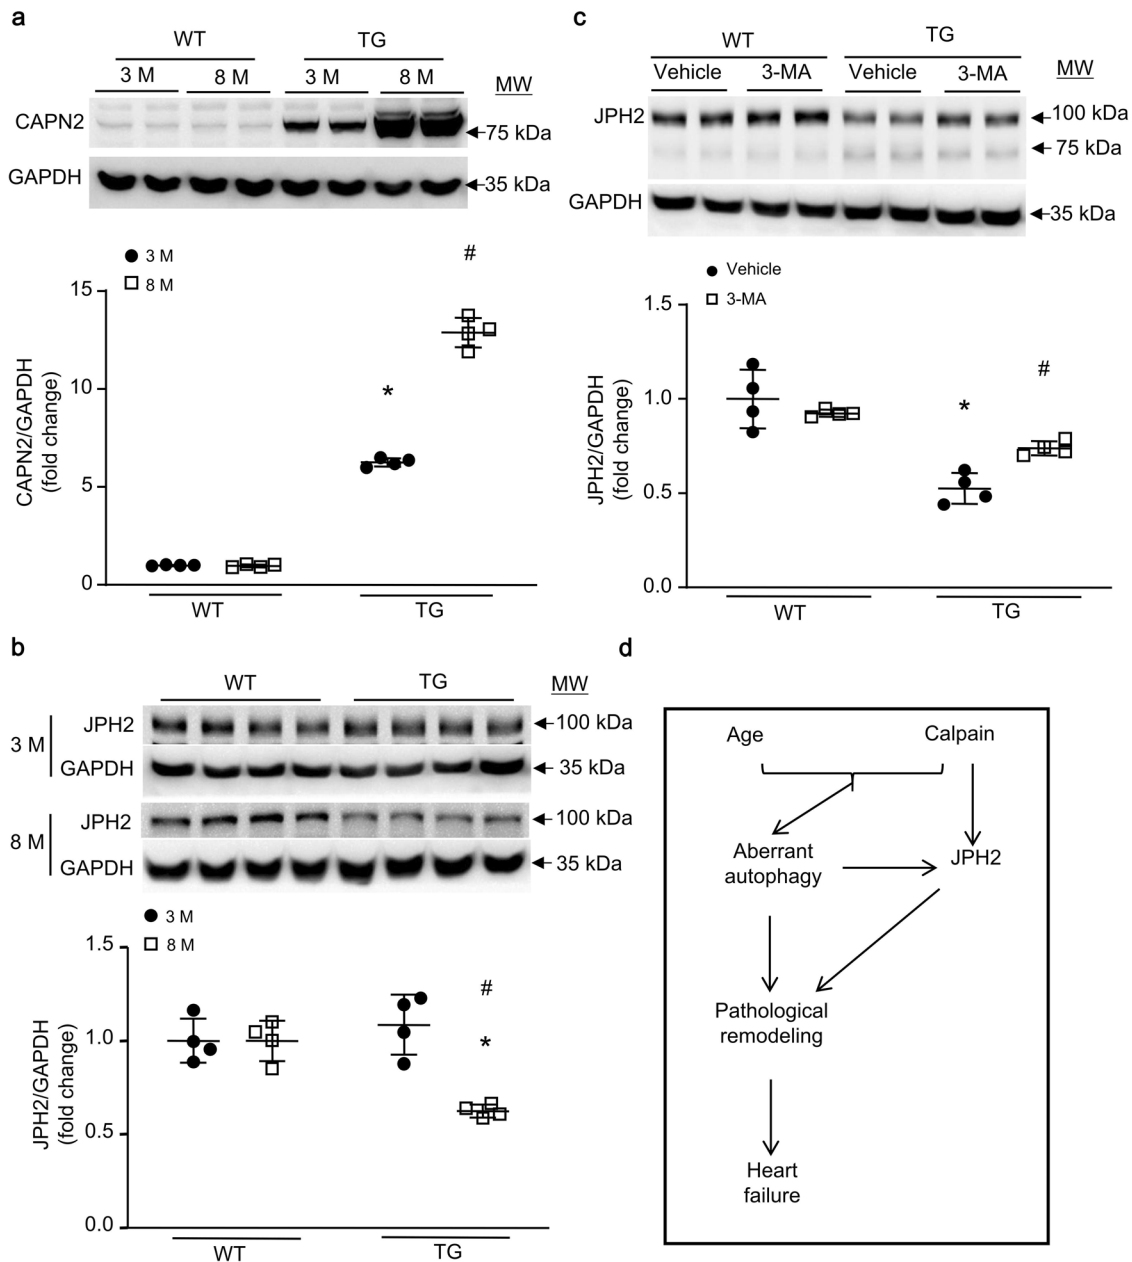 a
WT
TG
3 M
8 M
3 M
8 M
MW
CAPN2
75 kDa
GAPDH
35 kDa
3 M
8 M
#
*
15
10
5
0
CAPN2/GAPDH
(fold change)
WT
TG
c
WT
TG
Vehicle
3-MA
Vehicle
3-MA
MW
JPH2
100 kDa
75 kDa
GAPDH
35 kDa
Vehicle
3-MA
#
*
1.5
1.0
0.5
0.0
JPH2/GAPDH
(fold change)
WT
TG
b
WT
TG
MW
3 M
JPH2
100 kDa
GAPDH
35 kDa
8 M
JPH2
100 kDa
GAPDH
35 kDa
3 M
8 M
#
*
1.5
1.0
0.5
0.0
JPH2/GAPDH
(fold change)
WT
TG
d
Age
Calpain
Aberrant
autophagy
JPH2
Pathological
remodeling
Heart
failure